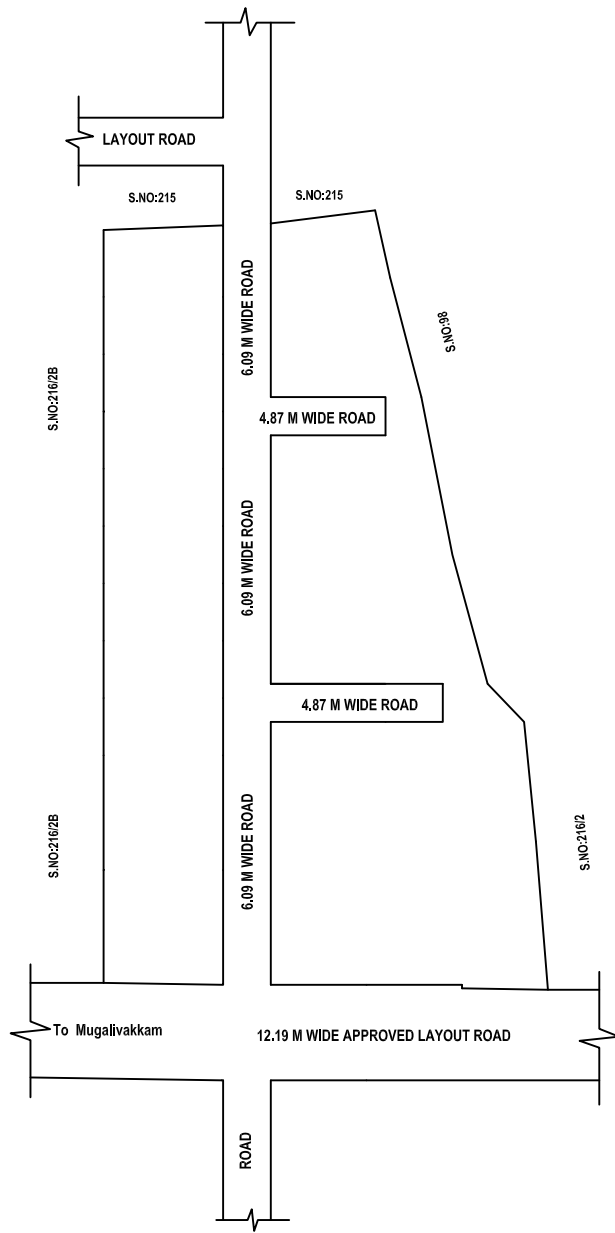 LAYOUT ROAD
S.NO:215
S.NO:215
6.09 M WIDE ROAD
S.NO:98
S.NO:216/2B
4.87 M WIDE ROAD
6.09 M WIDE ROAD
4.87 M WIDE ROAD
6.09 M WIDE ROAD
S.NO:216/2B
S.NO:216/2
To Mugalivakkam
12.19 M WIDE APPROVED LAYOUT ROAD
ROAD